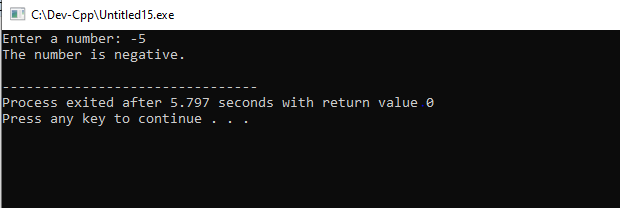 C:\Dev-Cpp\Untitled15.exe
Enter a number: -5
The number is negative.
--------------------------------
Process exited after 5.797 seconds with return value 0
Press any key to continue . . .